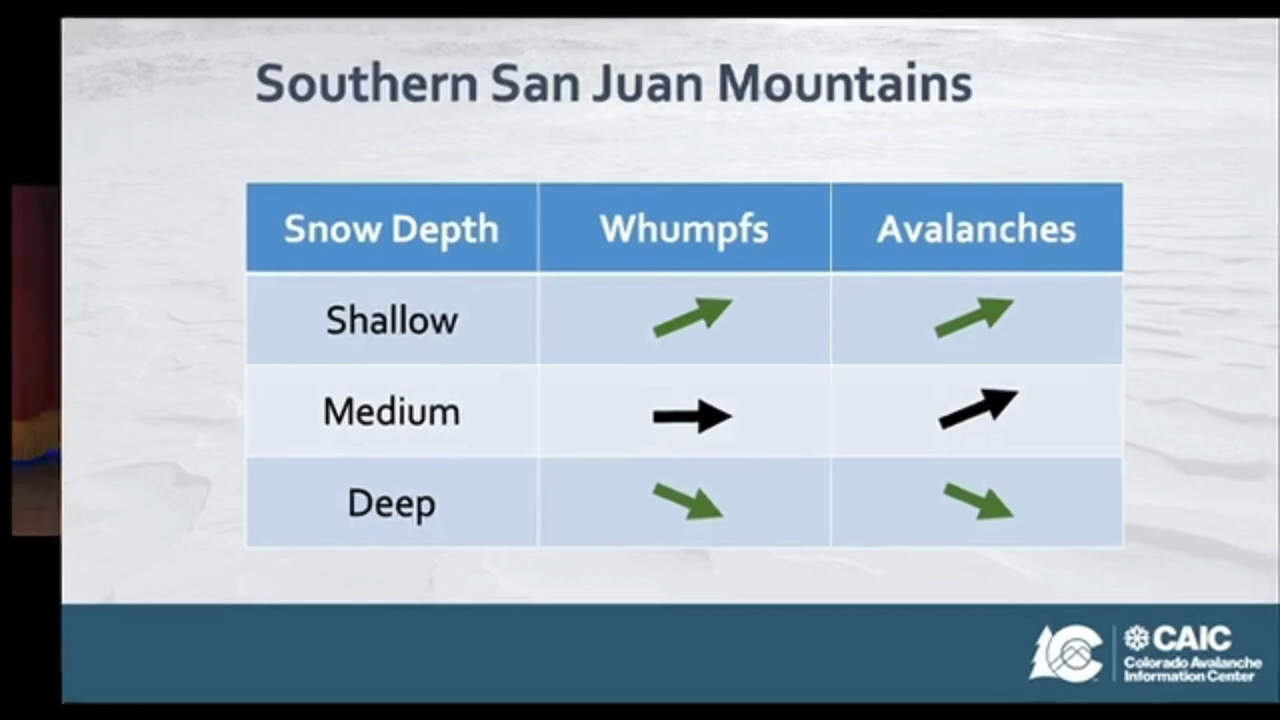 Southern San Juan Mountains
Snow Depth Whumpfs Avalanches
Shallow
Medium
Deep
CAIC
Colorado Avalanche
Information Center